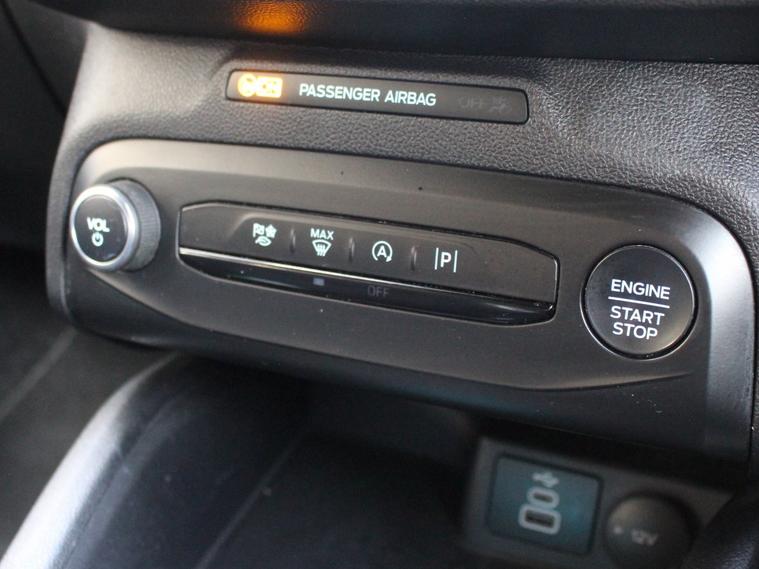 PASSENGER AIRBAG OFF
VOL
MAX
A
P
OFF
ENGINE
START
STOP
12V